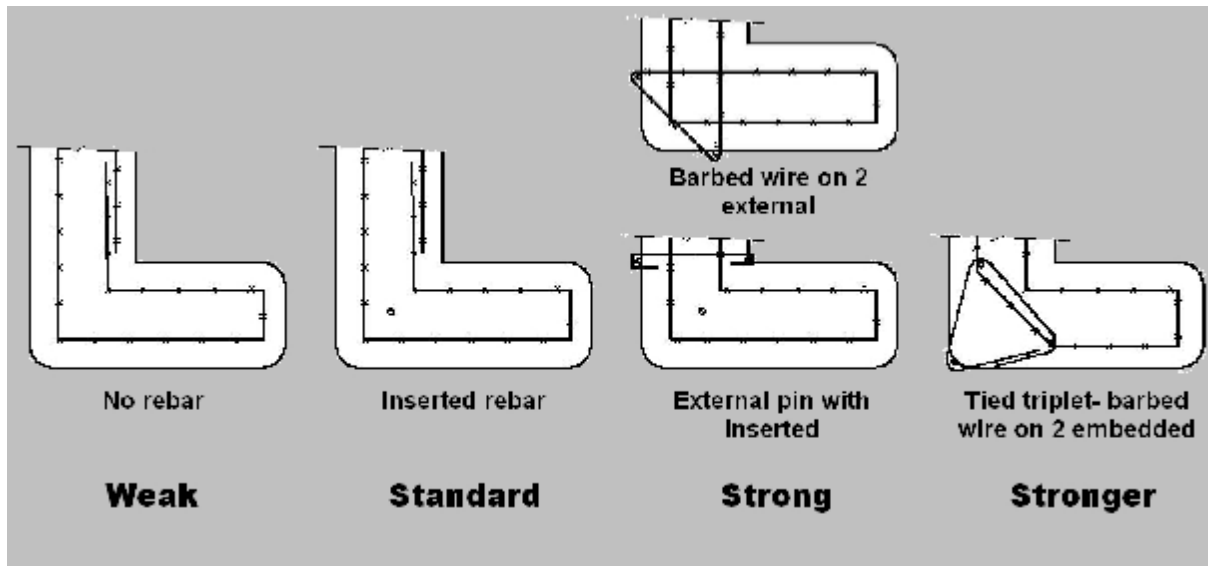 Barbed wire on 2
external
No rebar
Inserted rebar
External pin with
Inserted
Tied triplet- barbed
wire on 2 embedded
Weak
Standard
Strong
Stronger